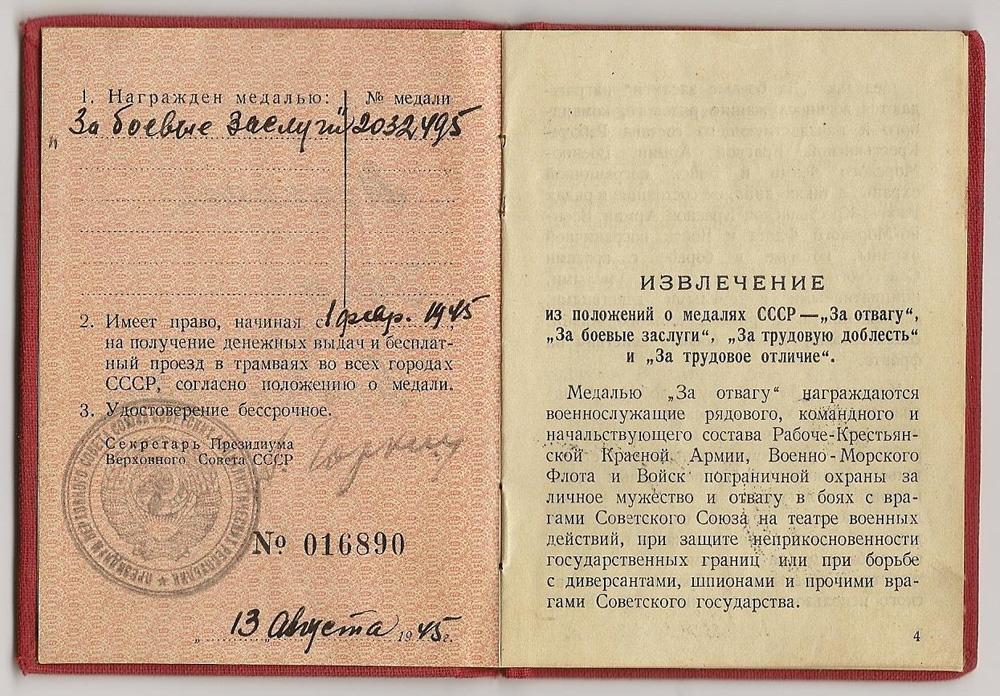 1. Награжден медалью: № медали
„За боевые Заслуги" 2032495
2. Имеет право, начиная с 1 февр. 1945,
на получение денежных выдач и бесплат-
ный проезд в трамваях во всех городах
СССР, согласно положению о медали.
3. Удостоверение бессрочное.
Секретарь Президиума
Верховного Совета СССР Горкин
№ 016890
„ 13 Августа 1945 г.
ИЗВЛЕЧЕНИЕ
из положений о медалях СССР—„За отвагу“,
„За боевые заслуги“, „За трудовую доблесть“
и „За трудовое отличие“.
Медалью „За отвагу“ награждаются
военнослужащие рядового, командного и
начальствующего состава Рабоче-Крестьян-
ской Красной Армии, Военно-Морского
Флота и Войск пограничной охраны за
личное мужество и отвагу в боях с вра-
гами Советского Союза на театре военных
действий, при защите неприкосновенности
государственных границ или при борьбе
с диверсантами, шпионами и прочими вра-
гами Советского государства.
4